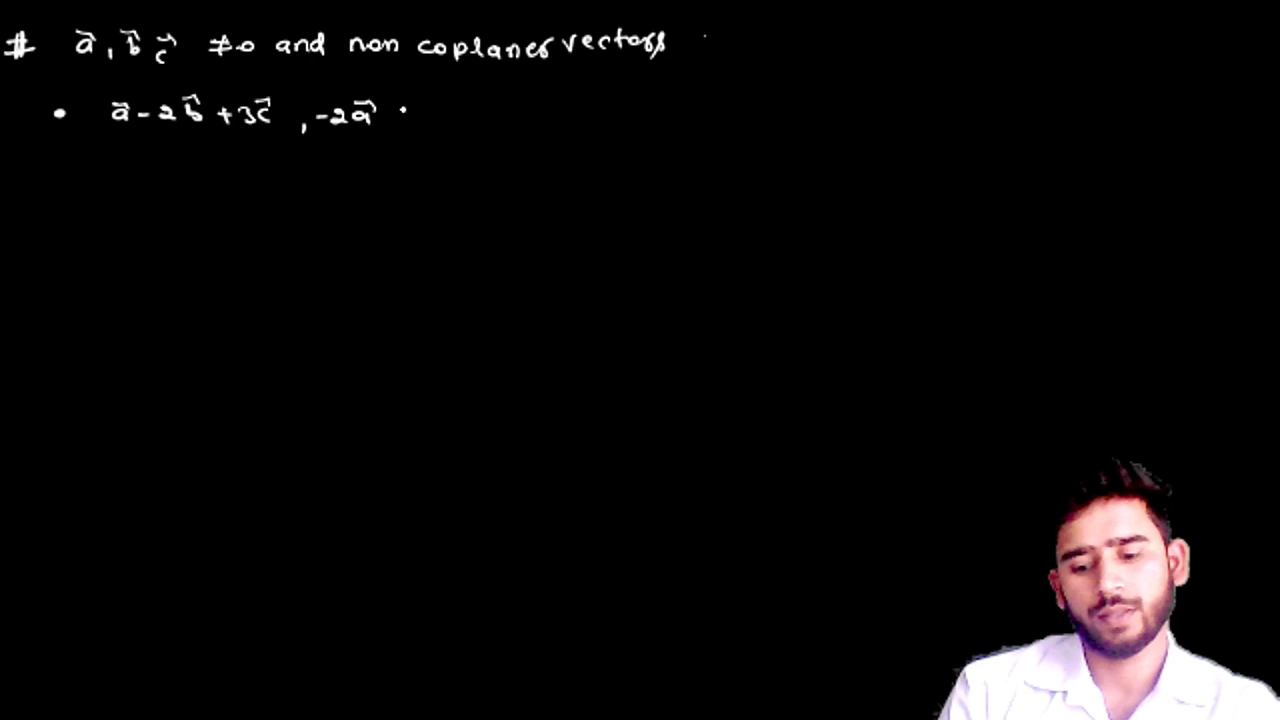 # a⃗, b⃗ c⃗ ≠0 and non coplaner vectors
• a⃗ - 2b⃗ + 3c⃗ , -2a⃗